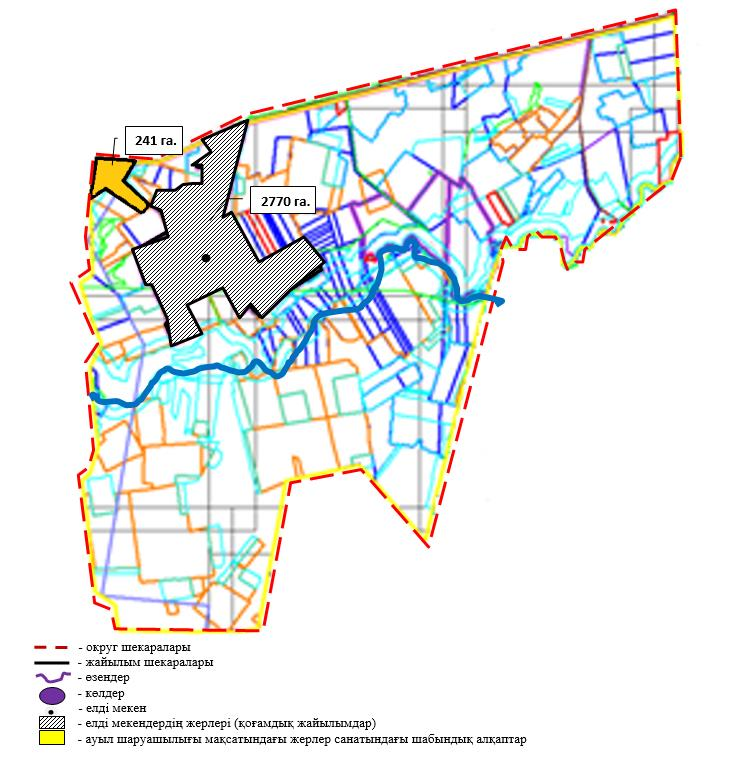 241 га.
2770 га.
- округ шекаралары
- жайылым шекаралары
- өзендер
- көлдер
- елді мекен
- елді мекендердің жерлері (қоғамдық жайылымдар)
- ауыл шаруашылығы мақсатындағы жерлер санатындағы шабындық алқаптар